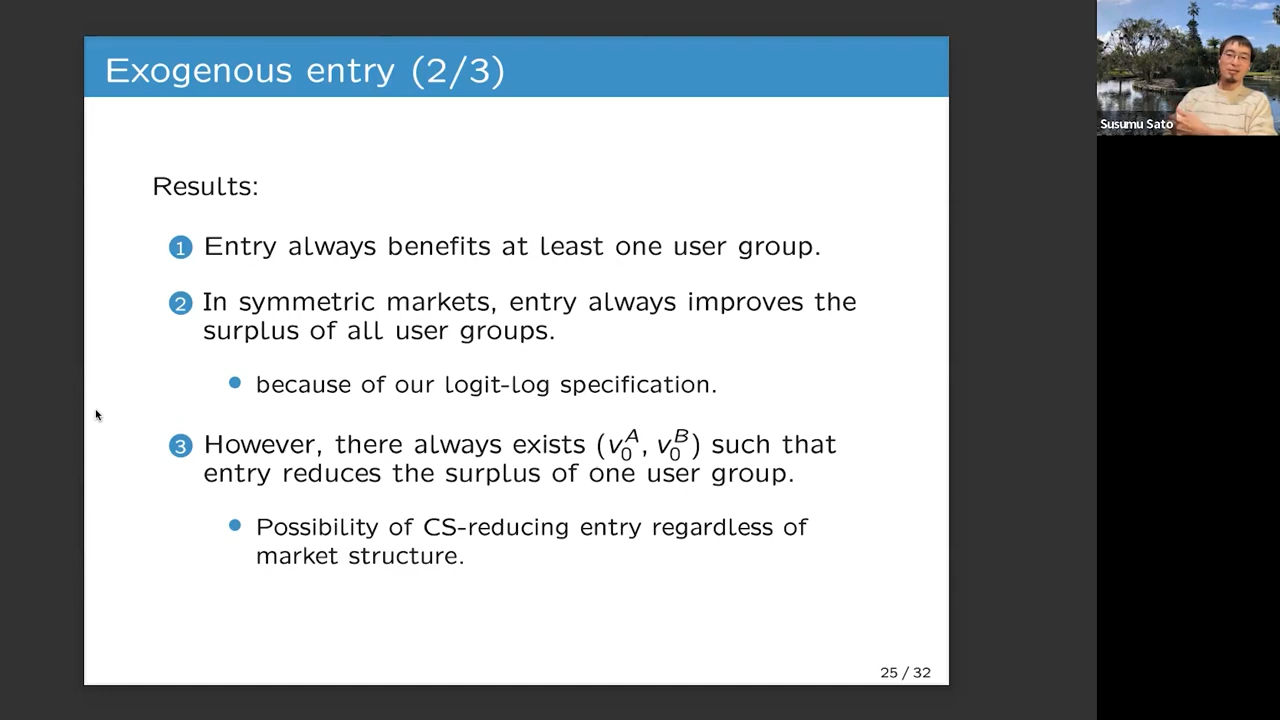 Exogenous entry (2/3)
Susumu Sato
Results:
1 Entry always benefits at least one user group.
2 In symmetric markets, entry always improves the
surplus of all user groups.
• because of our logit-log specification.
3 However, there always exists (v₀ᴬ, v₀ᴮ) such that
entry reduces the surplus of one user group.
• Possibility of CS-reducing entry regardless of
market structure.
25 / 32